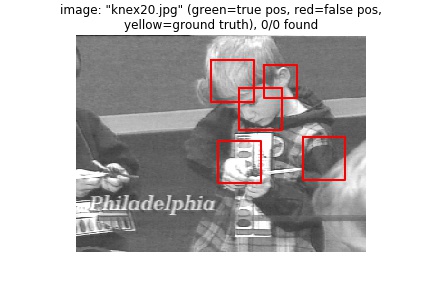 image: "knex20.jpg" (green=true pos, red=false pos,
yellow=ground truth), 0/0 found
Philadelphia